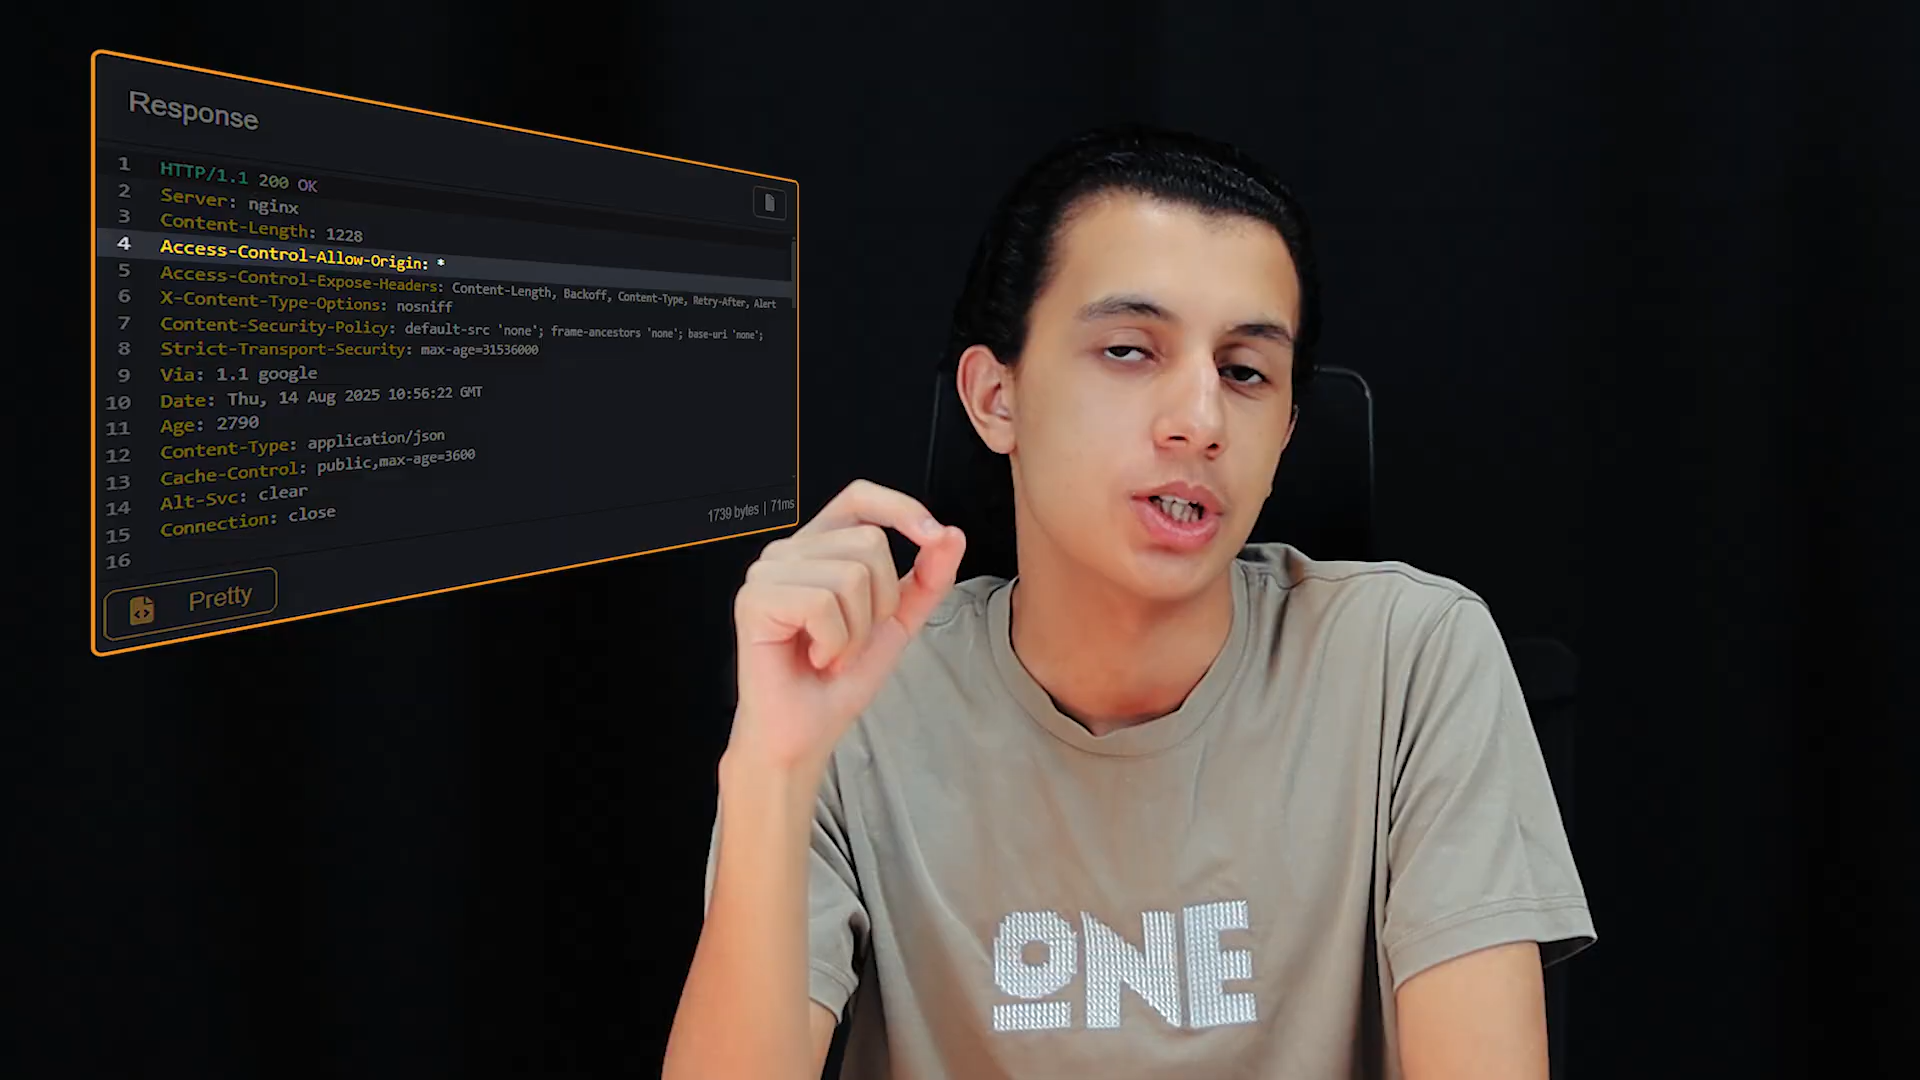 Response
1 HTTP/1.1 200 OK
2 Server: nginx
3 Content-Length: 1228
4 Access-Control-Allow-Origin: *
5 Access-Control-Expose-Headers: Content-Length, Backoff, Content-Type, Retry-After, Alert
6 X-Content-Type-Options: nosniff
7 Content-Security-Policy: default-src 'none'; frame-ancestors 'none'; base-uri 'none';
8 Strict-Transport-Security: max-age=31536000
9 Via: 1.1 google
10 Date: Thu, 14 Aug 2025 10:56:22 GMT
11 Age: 2790
12 Content-Type: application/json
13 Cache-Control: public,max-age=3600
14 Alt-Svc: clear
15 Connection: close
16
1739 bytes | 71ms
Pretty
ONE